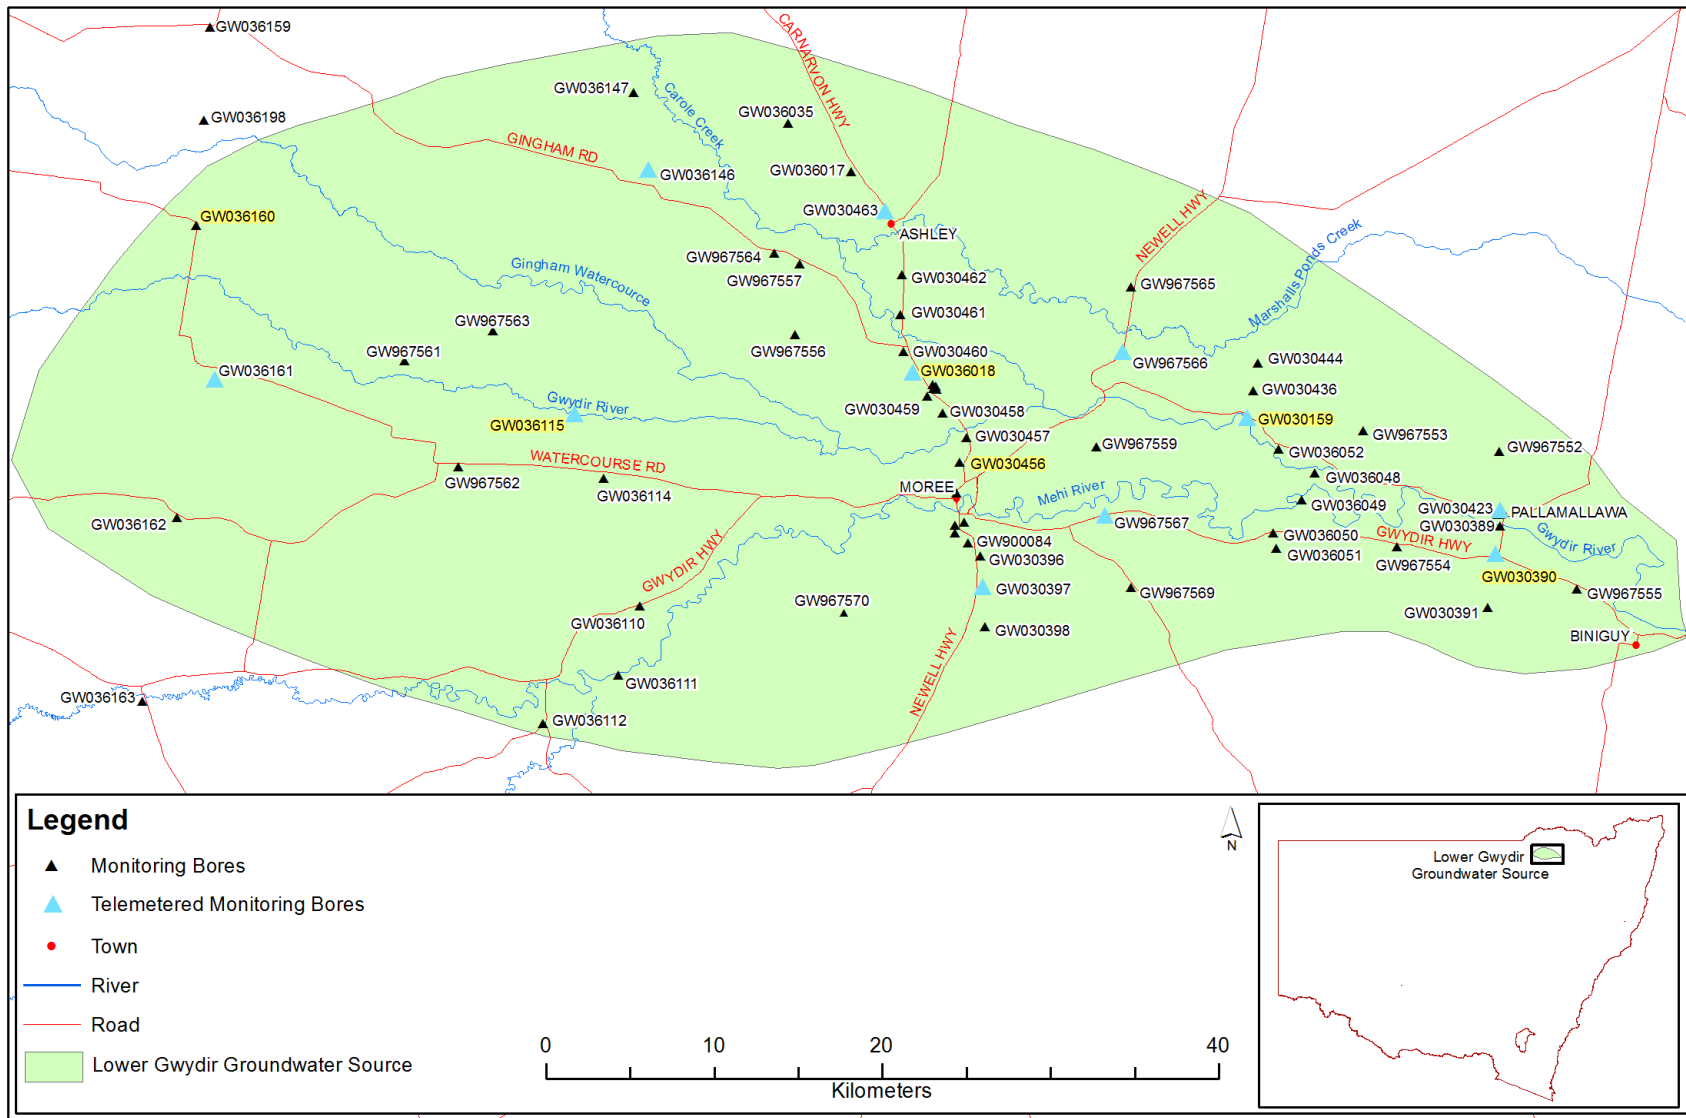 GW036159
CARNARVON HWY
GW036147
Carole Creek
GW036035
GW036198
GINGHAM RD
GW036146
GW036017
GW030463
NEWELL HWY
GW036160
ASHLEY
Marshalls Ponds Creek
GW967564
GW967557
Gingham Watercourse
GW030462
GW967565
GW967563
GW030461
GW967561
GW967556
GW030460
GW967566
GW030444
GW036161
GW036018
GW030436
Gwydir River
GW030459
GW030458
GW036115
GW030159
GW030457
GW967559
GW967553
GW036052
GW967552
WATERCOURSE RD
GW030456
GW967562
GW036114
MOREE
Mehi River
GW036048
GW036049
GW030423
PALLAMALLAWA
GW036162
GW967567
GW030389
GW036050
GWYDIR HWY
Gwydir River
GW900084
GW036051
GW967554
GW030396
GWYDIR HWY
GW030390
GW030397
GW967569
GW967555
GW967570
GW030391
GW036110
GW030398
BINIGUY
NEWELL HWY
GW036111
GW036163
GW036112
Legend
Monitoring Bores
Telemetered Monitoring Bores
Town
River
Road
Lower Gwydir Groundwater Source
0 10 20 40
Kilometers
N
Lower Gwydir
Groundwater Source